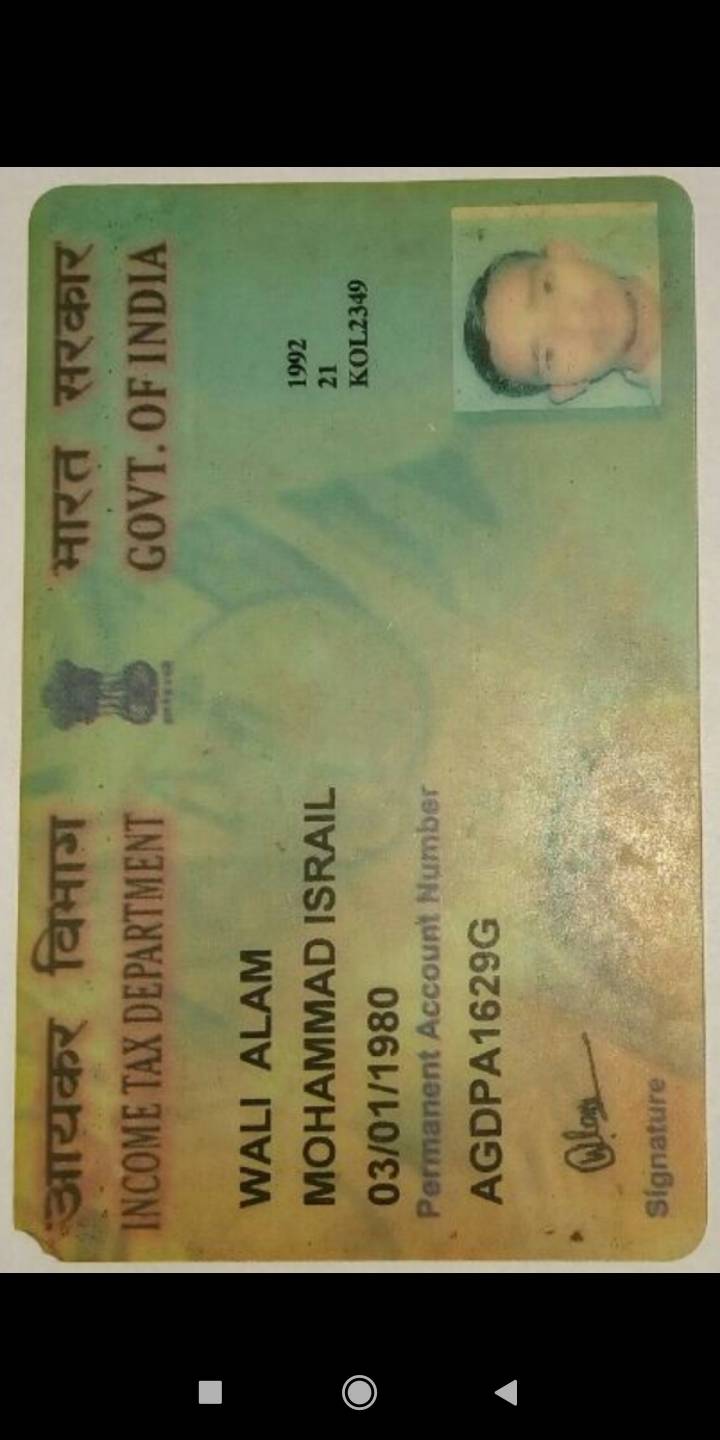 आयकर विभाग
INCOME TAX DEPARTMENT
भारत सरकार
GOVT. OF INDIA
WALI ALAM
MOHAMMAD ISRAIL
03/01/1980
Permanent Account Number
AGDPA1629G
Signature
1992
21
KOL2349